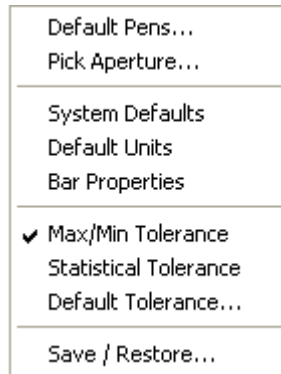 Default Pens...
Pick Aperture...
System Defaults
Default Units
Bar Properties
Max/Min Tolerance
Statistical Tolerance
Default Tolerance...
Save / Restore...